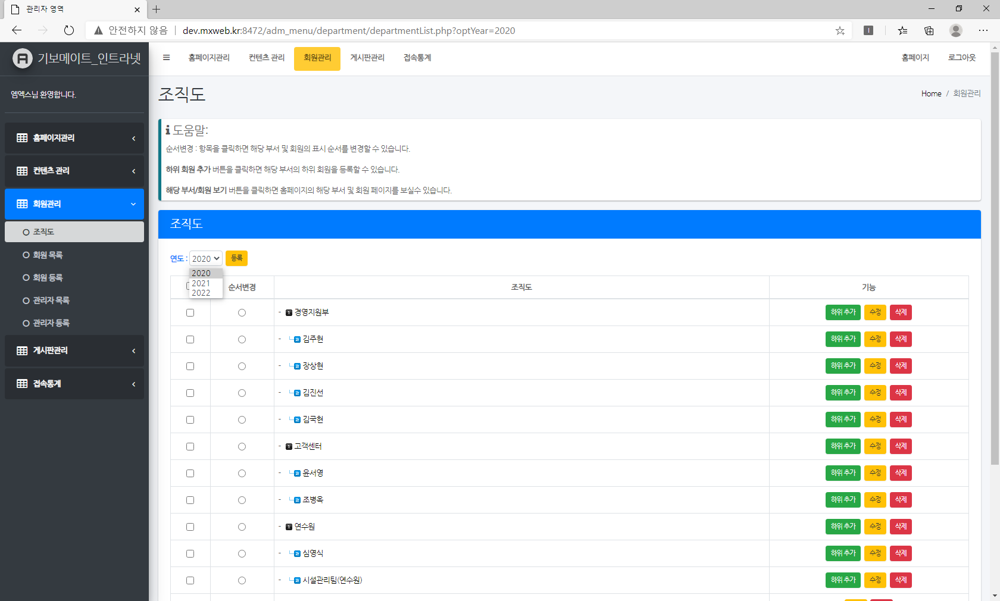 관리자 영역
안전하지 않음
dev.mxweb.kr:8472/adm_menu/department/departmentList.php?optYear=2020
기보메이트_인트라넷
홈페이지관리
컨텐츠 관리
회원관리
게시판관리
접속통계
홈페이지
로그아웃
엠엑스님 환영합니다.
홈페이지관리
컨텐츠 관리
회원관리
조직도
회원 목록
회원 등록
관리자 목록
관리자 등록
게시판관리
접속통계
조직도
Home / 회원관리
도움말:
순서변경 : 항목을 클릭하면 해당 부서 및 회원의 표시 순서를 변경할 수 있습니다.
하위 회원 추가 버튼을 클릭하면 해당 부서의 하위 회원을 등록할 수 있습니다.
해당 부서/회원 보기 버튼을 클릭하면 홈페이지의 해당 부서 및 회원 페이지를 보실수 있습니다.
조직도
연도 : 2020 등록
2020
2021
2022
순서변경 조직도 기능
- 1 경영지원부 하위 추가 수정 삭제
- 2 김주현 하위 추가 수정 삭제
- 2 장상현 하위 추가 수정 삭제
- 2 김진선 하위 추가 수정 삭제
- 2 김국현 하위 추가 수정 삭제
- 1 고객센터 하위 추가 수정 삭제
- 2 윤서영 하위 추가 수정 삭제
- 2 조병옥 하위 추가 수정 삭제
- 1 연수원 하위 추가 수정 삭제
- 2 심영식 하위 추가 수정 삭제
- 2 시설관리팀(연수원) 하위 추가 수정 삭제